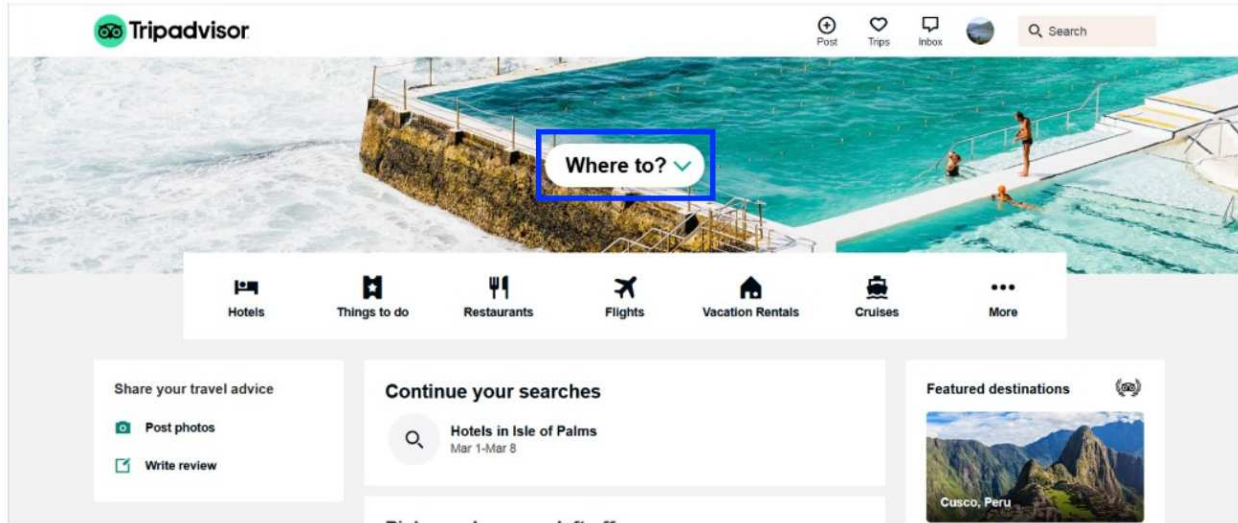 Tripadvisor
Post
Trips
Inbox
Search
Where to?
Hotels
Things to do
Restaurants
Flights
Vacation Rentals
Cruises
More
Share your travel advice
Post photos
Write review
Continue your searches
Hotels in Isle of Palms
Mar 1-Mar 8
Featured destinations
Cusco, Peru